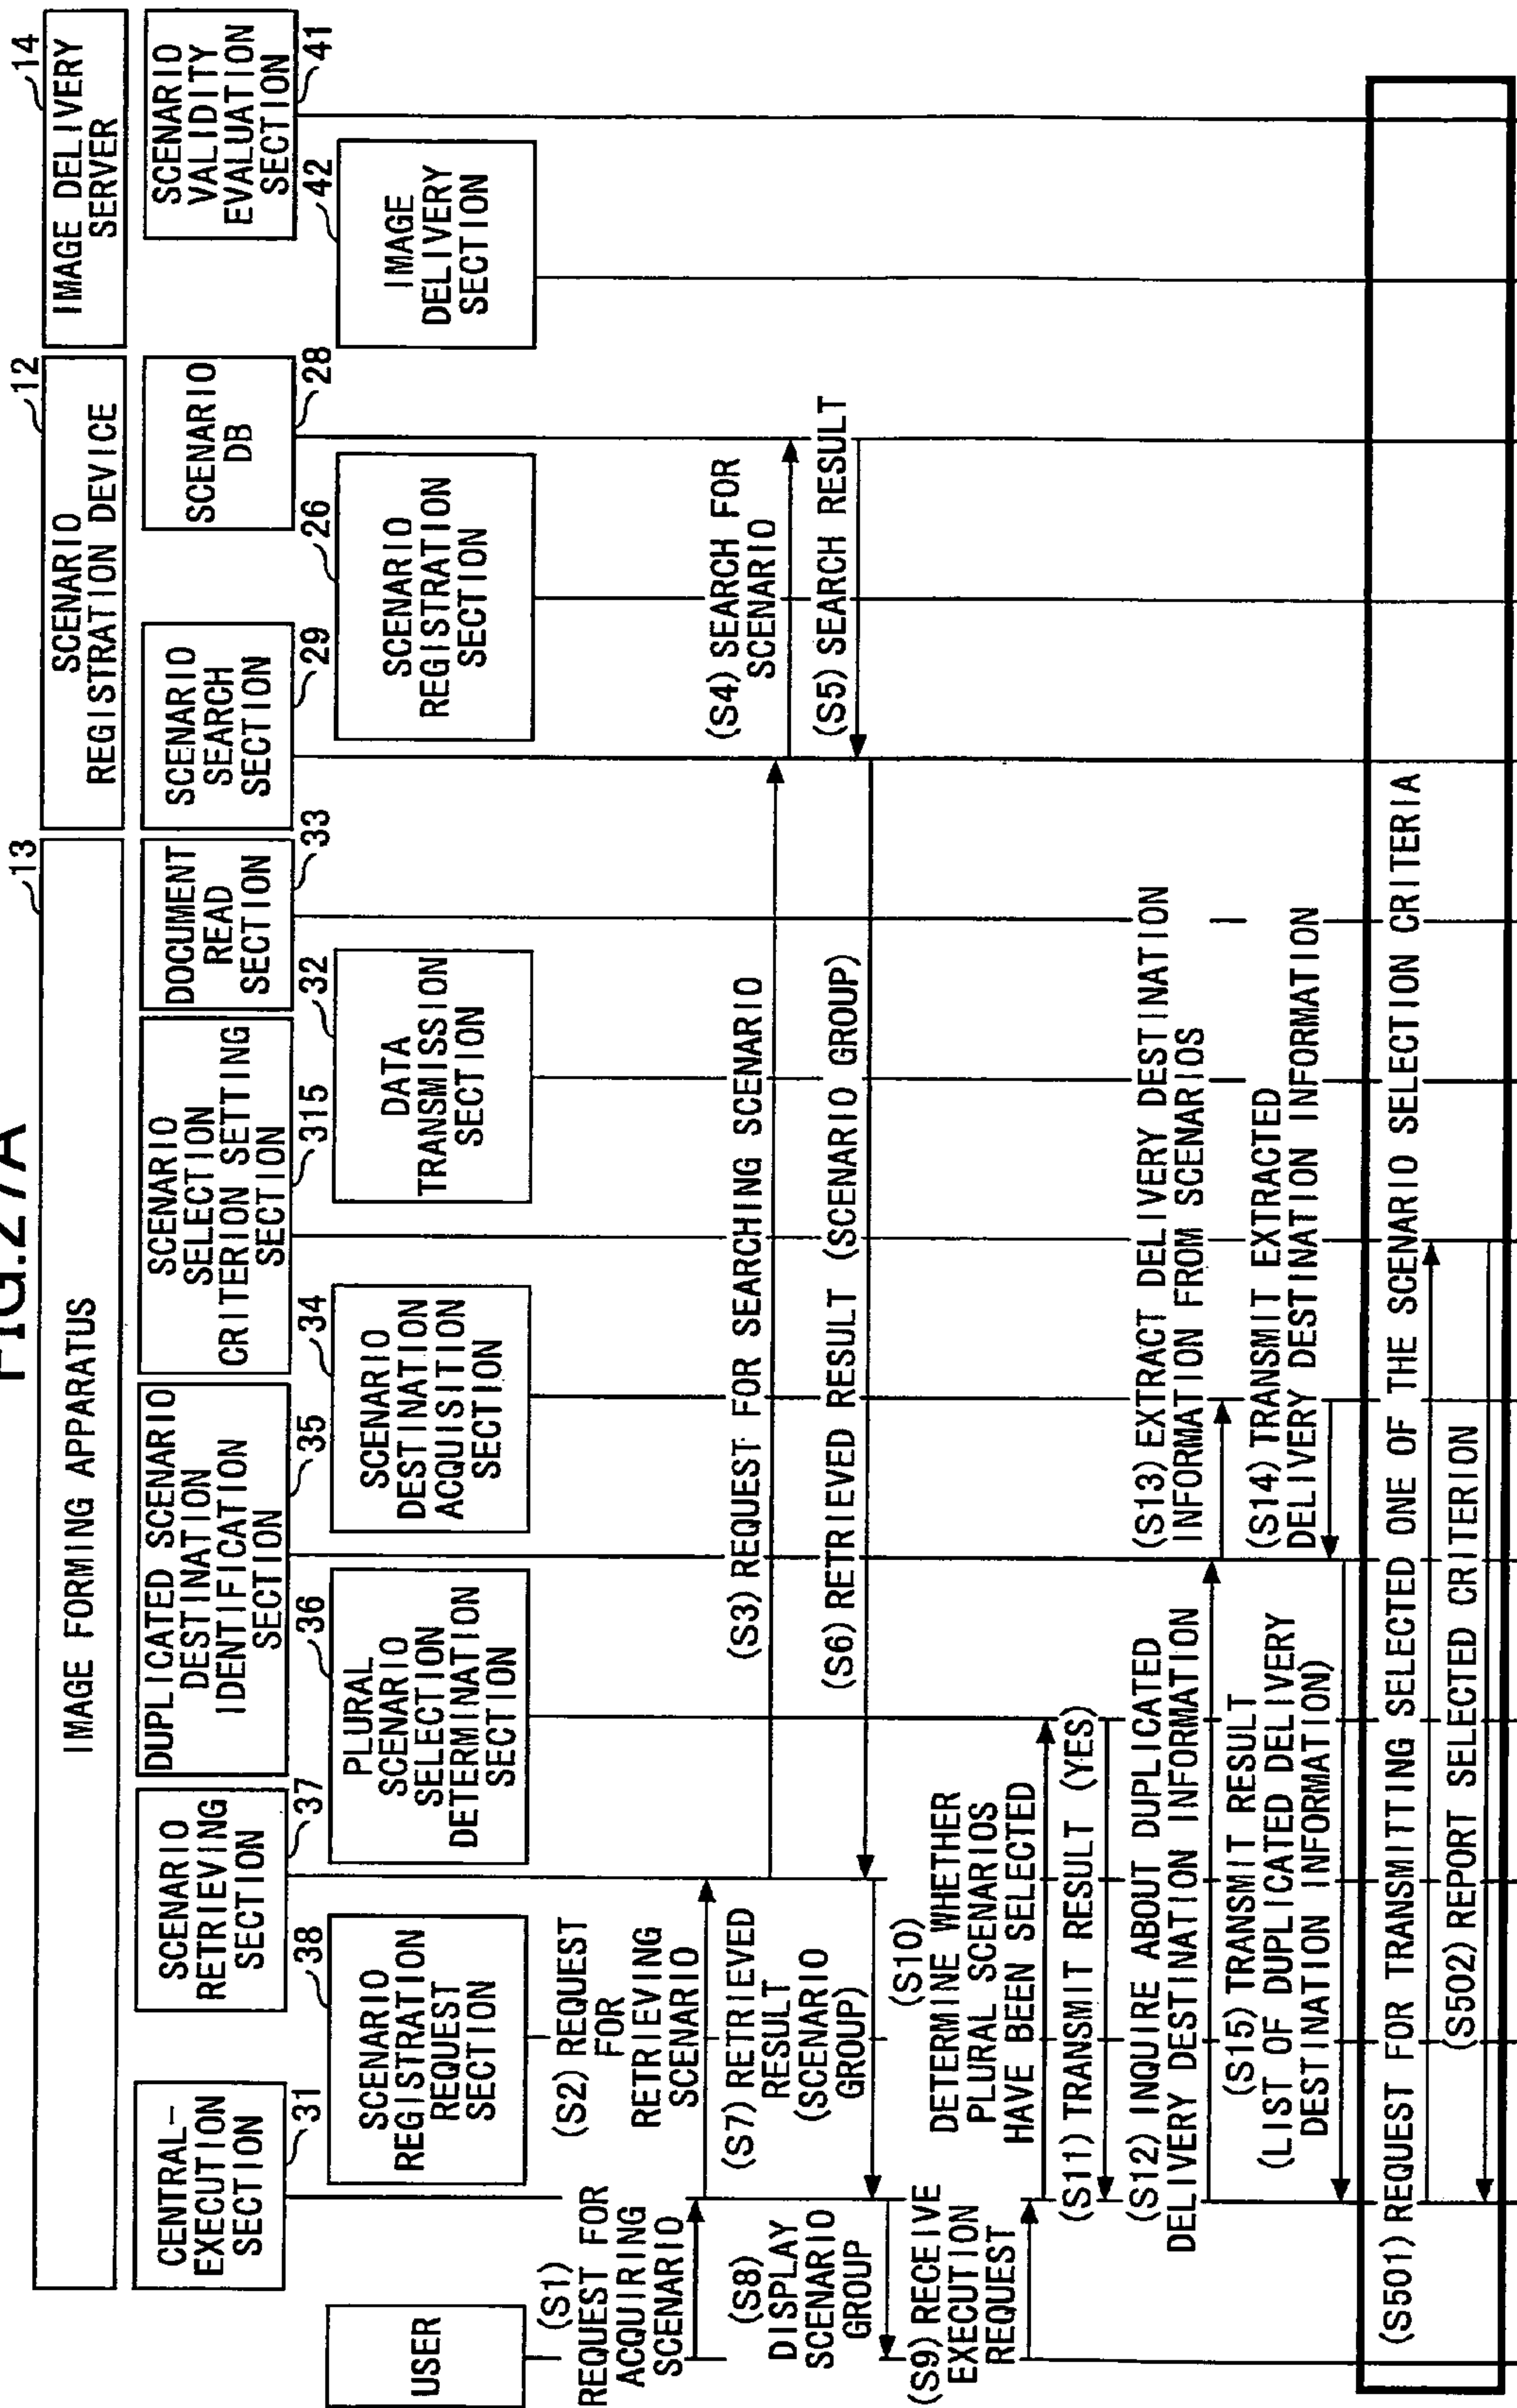 FIG.27A
IMAGE FORMING APPARATUS
13
SCENARIO
REGISTRATION DEVICE
12
IMAGE DELIVERY
SERVER
14
CENTRAL-
EXECUTION
SECTION
31
SCENARIO
RETRIEVING
SECTION
37
DUPLICATED SCENARIO
DESTINATION
IDENTIFICATION
SECTION
35
SCENARIO
SELECTION
CRITERION SETTING
SECTION
315
DOCUMENT
READ
SECTION
33
SCENARIO
SEARCH
SECTION
29
SCENARIO
DB
28
SCENARIO
VALIDITY
EVALUATION
SECTION
41
USER
SCENARIO
REGISTRATION
REQUEST
SECTION
38
PLURAL
SCENARIO
SELECTION
DETERMINATION
SECTION
36
SCENARIO
DESTINATION
ACQUISITION
SECTION
34
DATA
TRANSMISSION
SECTION
32
SCENARIO
REGISTRATION
SECTION
26
IMAGE
DELIVERY
SECTION
42
(S1)
REQUEST FOR
ACQUIRING
SCENARIO
(S2) REQUEST
FOR
RETRIEVING
SCENARIO
(S3) REQUEST FOR SEARCHING SCENARIO
(S4) SEARCH FOR
SCENARIO
(S5) SEARCH RESULT
(S6) RETRIEVED RESULT (SCENARIO GROUP)
(S7) RETRIEVED
RESULT
(SCENARIO
GROUP)
(S8)
DISPLAY
SCENARIO
GROUP
(S9) RECEIVE
EXECUTION
REQUEST
(S10)
DETERMINE WHETHER
PLURAL SCENARIOS
HAVE BEEN SELECTED
(S11) TRANSMIT RESULT (YES)
(S12) INQUIRE ABOUT DUPLICATED
DELIVERY DESTINATION INFORMATION
(S13) EXTRACT DELIVERY DESTINATION
INFORMATION FROM SCENARIOS
(S14) TRANSMIT EXTRACTED
DELIVERY DESTINATION INFORMATION
(S15) TRANSMIT RESULT
(LIST OF DUPLICATED DELIVERY
DESTINATION INFORMATION)
(S501) REQUEST FOR TRANSMITTING SELECTED ONE OF THE SCENARIO SELECTION CRITERIA
(S502) REPORT SELECTED CRITERION